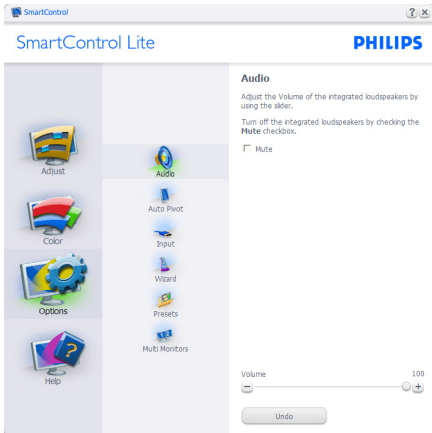 SmartControl
? ×
SmartControl Lite
PHILIPS
Adjust
Color
Options
Help
Audio
Auto Pivot
Input
Wizard
Presets
Multi Monitors
Audio
Adjust the Volume of the integrated loudspeakers by
using the slider.
Turn off the integrated loudspeakers by checking the
Mute checkbox.
Mute
Volume 100
Undo